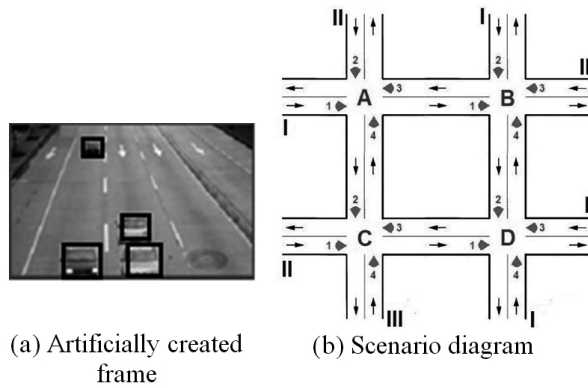 II I
2 2
II
3 3
A B
1 1
I
4 4
2 2
I
3 3
C D
1 1
II
4 4
III I
(a) Artificially created
frame
(b) Scenario diagram